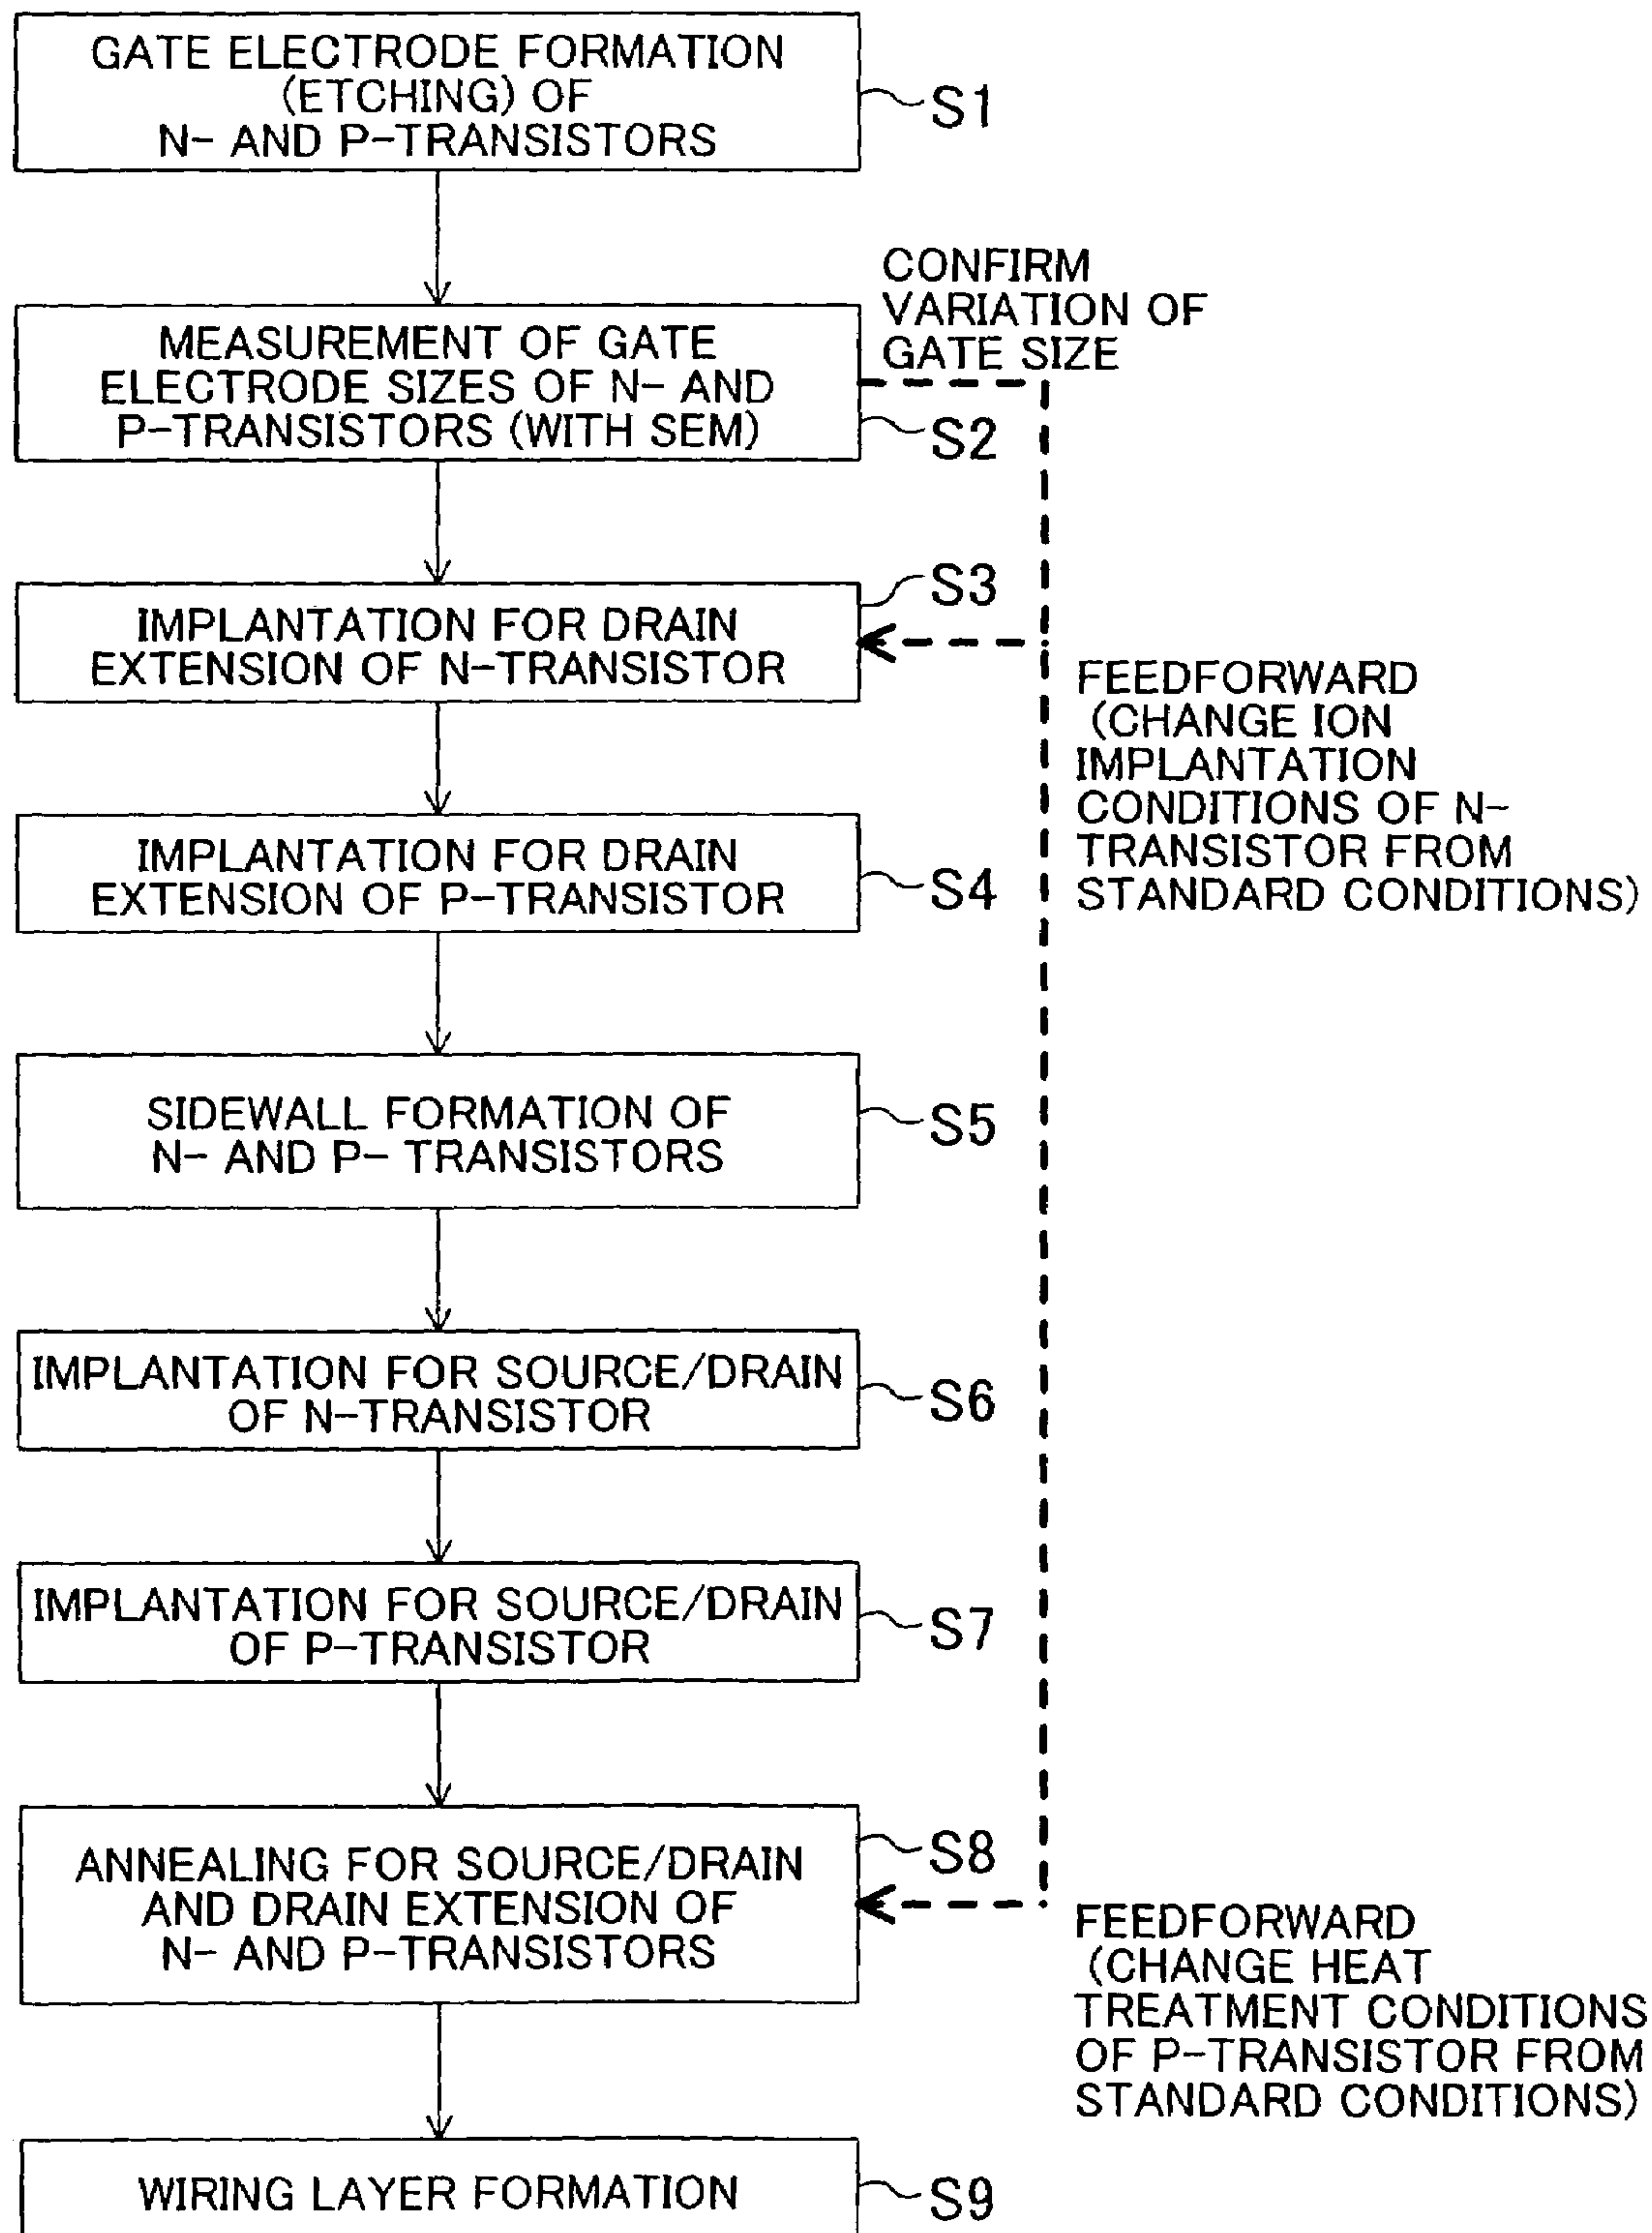 GATE ELECTRODE FORMATION
(ETCHING) OF
N- AND P-TRANSISTORS
S1
CONFIRM
VARIATION OF
GATE SIZE
MEASUREMENT OF GATE
ELECTRODE SIZES OF N- AND
P-TRANSISTORS (WITH SEM)
S2
IMPLANTATION FOR DRAIN
EXTENSION OF N-TRANSISTOR
S3
FEEDFORWARD
(CHANGE ION
IMPLANTATION
CONDITIONS OF N-
TRANSISTOR FROM
STANDARD CONDITIONS)
IMPLANTATION FOR DRAIN
EXTENSION OF P-TRANSISTOR
S4
SIDEWALL FORMATION OF
N- AND P- TRANSISTORS
S5
IMPLANTATION FOR SOURCE/DRAIN
OF N-TRANSISTOR
S6
IMPLANTATION FOR SOURCE/DRAIN
OF P-TRANSISTOR
S7
ANNEALING FOR SOURCE/DRAIN
AND DRAIN EXTENSION OF
N- AND P-TRANSISTORS
S8
FEEDFORWARD
(CHANGE HEAT
TREATMENT CONDITIONS
OF P-TRANSISTOR FROM
STANDARD CONDITIONS)
WIRING LAYER FORMATION
S9